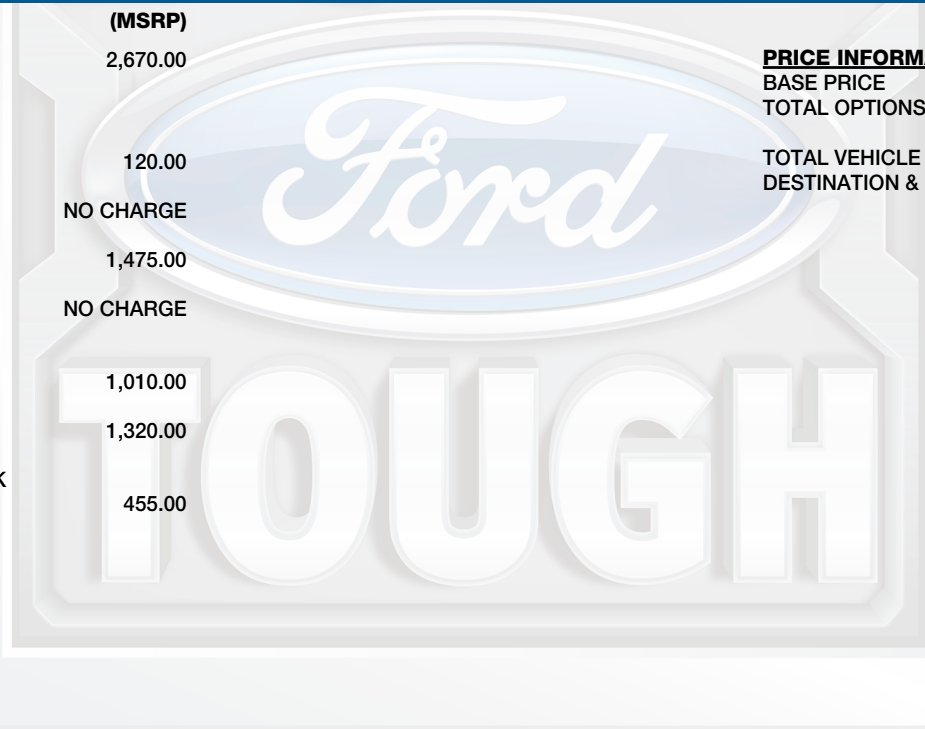 (MSRP)
2,670.00
120.00
NO CHARGE
1,475.00
NO CHARGE
1,010.00
1,320.00
K
455.00
PRICE INFORM
BASE PRICE
TOTAL OPTIONS
TOTAL VEHICLE
DESTINATION &
Ford
TOUGH